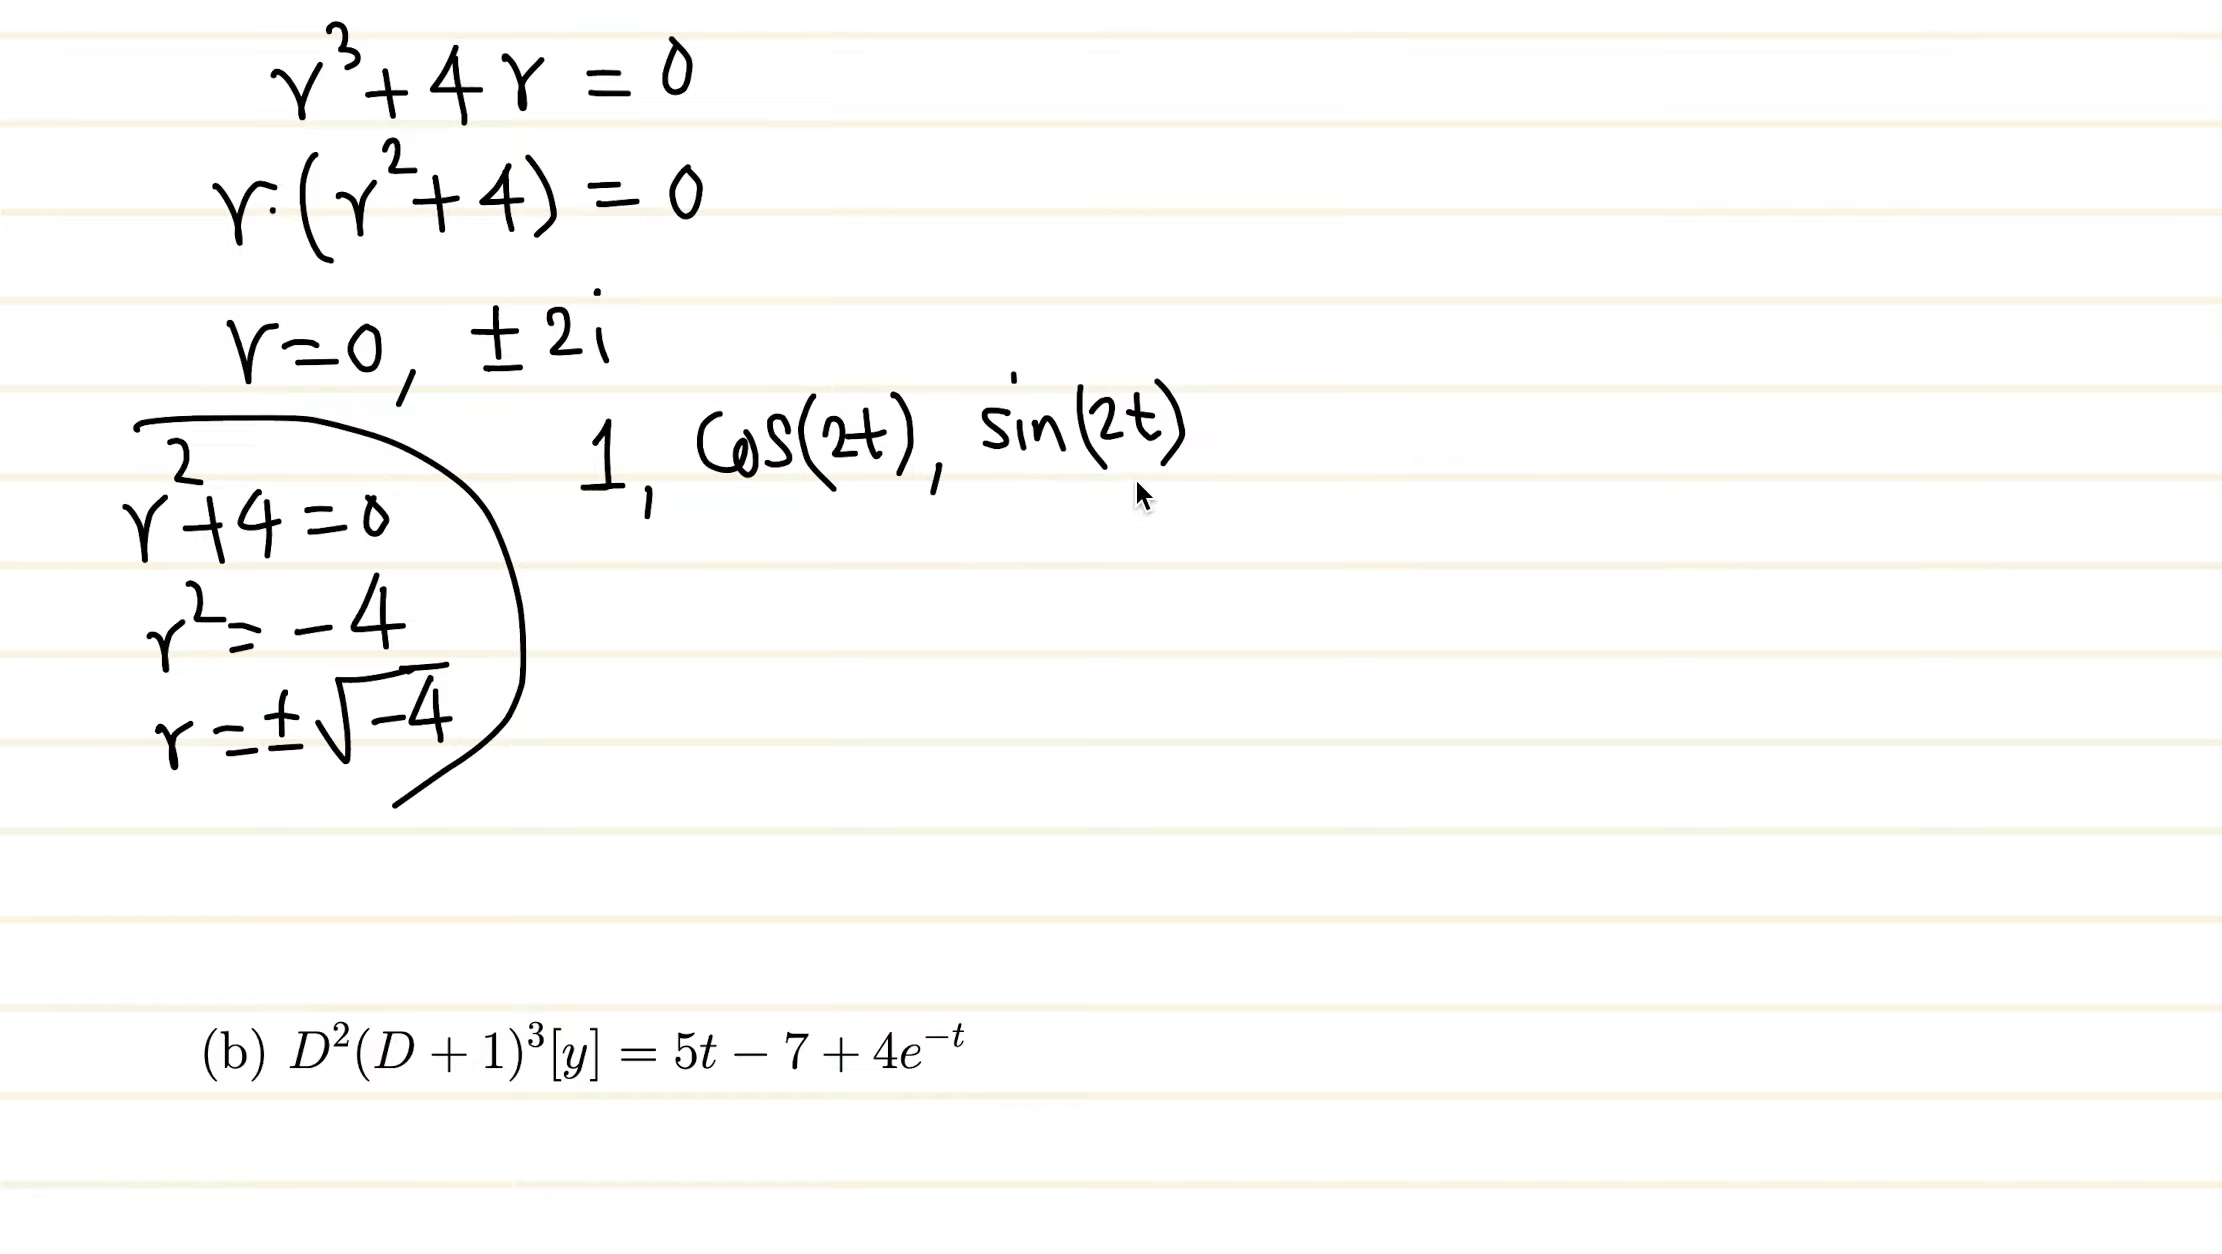 r³+4r=0
r·(r²+4)=0
r=0, ±2i
1, cos(2t), sin(2t)
r²+4=0
r²=-4
r=±√-4
(b) D²(D + 1)³[y] = 5t − 7 + 4e⁻ᵗ